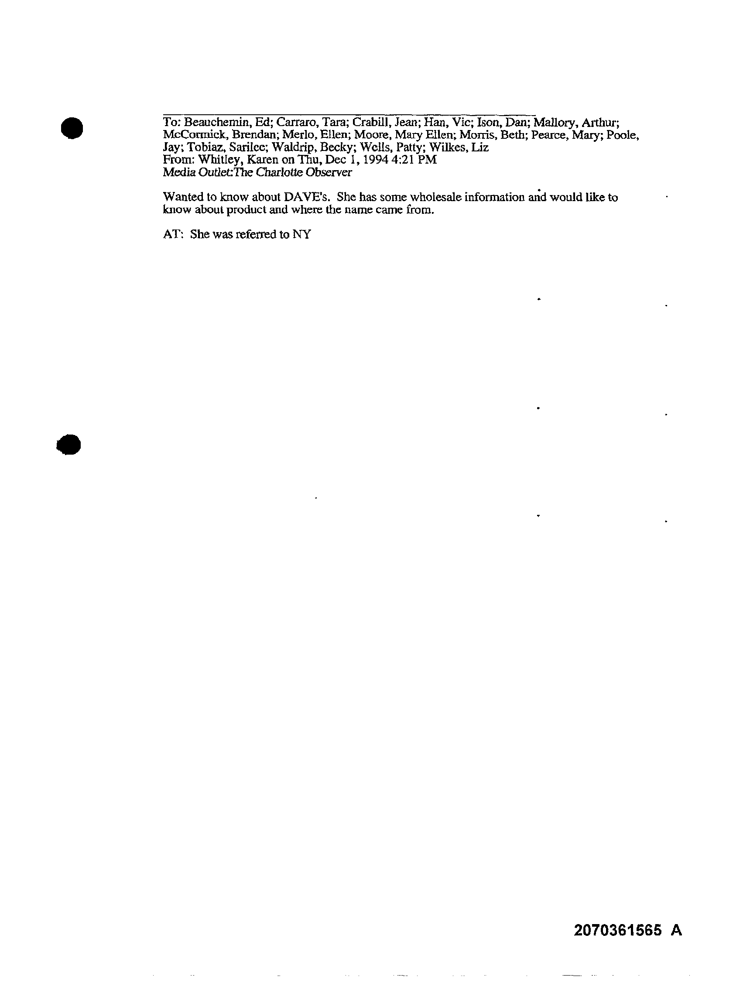 To: Beauchemin, Ed; Carraro, Tara; Crabill, Jean; Han, Vic; Ison, Dan; Mallory, Arthur;
McCormick, Brendan; Merlo, Ellen; Moore, Mary Ellen; Morris, Beth; Pearce, Mary; Poole,
Jay; Tobiaz, Sarilee; Waldrip, Becky; Wells, Patty; Wilkes, Liz
From: Whitley, Karen on Thu, Dec 1, 1994 4:21 PM
Media Outlet:The Charlotte Observer
Wanted to know about DAVE's. She has some wholesale information and would like to
know about product and where the name came from.
AT: She was referred to NY
2070361565 A